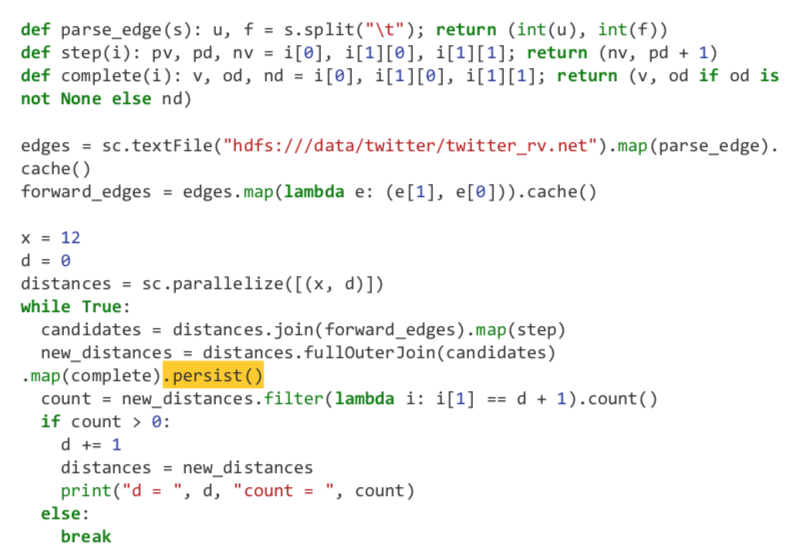 def parse_edge(s): u, f = s.split("\t"); return (int(u), int(f))
def step(i): pv, pd, nv = i[0], i[1][0], i[1][1]; return (nv, pd + 1)
def complete(i): v, od, nd = i[0], i[1][0], i[1][1]; return (v, od if od is
not None else nd)

edges = sc.textFile("hdfs:///data/twitter/twitter_rv.net").map(parse_edge).
cache()
forward_edges = edges.map(lambda e: (e[1], e[0])).cache()

x = 12
d = 0
distances = sc.parallelize([(x, d)])
while True:
  candidates = distances.join(forward_edges).map(step)
  new_distances = distances.fullOuterJoin(candidates)
.map(complete).persist()
  count = new_distances.filter(lambda i: i[1] == d + 1).count()
  if count > 0:
    d += 1
    distances = new_distances
    print("d = ", d, "count = ", count)
  else:
    break